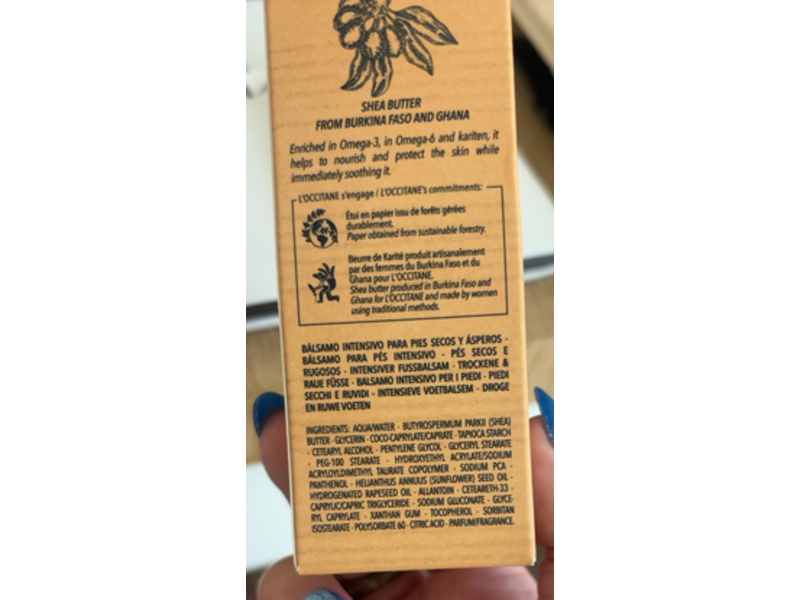 SHEA BUTTER
FROM BURKINA FASO AND GHANA
Enriched in Omega-3, in Omega-6 and kariten, it
helps to nourish and protect the skin while
immediately soothing it.
L'OCCITANE s'engage / L'OCCITANE's commitments:
Étui en papier issu de forêts gérées
durablement.
Paper obtained from sustainable forestry.
Beurre de Karité produit artisanalement
par des femmes du Burkina Faso et du
Ghana pour L'OCCITANE.
Shea butter produced in Burkina Faso and
Ghana for L'OCCITANE and made by women
using traditional methods.
BÁLSAMO INTENSIVO PARA PIES SECOS Y ÁSPEROS -
BÁLSAMO PARA PÉS INTENSIVO - PÉS SECOS E
RUGOSOS - INTENSIVER FUSSBALSAM - TROCKENE &
RAUE FÜSSE - BALSAMO INTENSIVO PER I PIEDI - PIEDI
SECCHI E RUVIDI - INTENSIEVE VOETBALSEM - DROGE
EN RUWE VOETEN
INGREDIENTS: AQUA/WATER - BUTYROSPERMUM PARKII (SHEA)
BUTTER - GLYCERIN - COCO-CAPRYLATE/CAPRATE - TAPIOCA STARCH
- CETEARYL ALCOHOL - PENTYLENE GLYCOL - GLYCERYL STEARATE
- PEG-100 STEARATE - HYDROXYETHYL ACRYLATE/SODIUM
ACRYLOYLDIMETHYL TAURATE COPOLYMER - SODIUM PCA -
PANTHENOL - HELIANTHUS ANNUUS (SUNFLOWER) SEED OIL -
HYDROGENATED RAPESEED OIL - ALLANTOIN - CETEARETH-33 -
CAPRYLIC/CAPRIC TRIGLYCERIDE - SODIUM GLUCONATE - GLYCE-
RYL CAPRYLATE - XANTHAN GUM - TOCOPHEROL - SORBITAN
ISOSTEARATE - POLYSORBATE 60 - CITRIC ACID - PARFUM/FRAGRANCE.